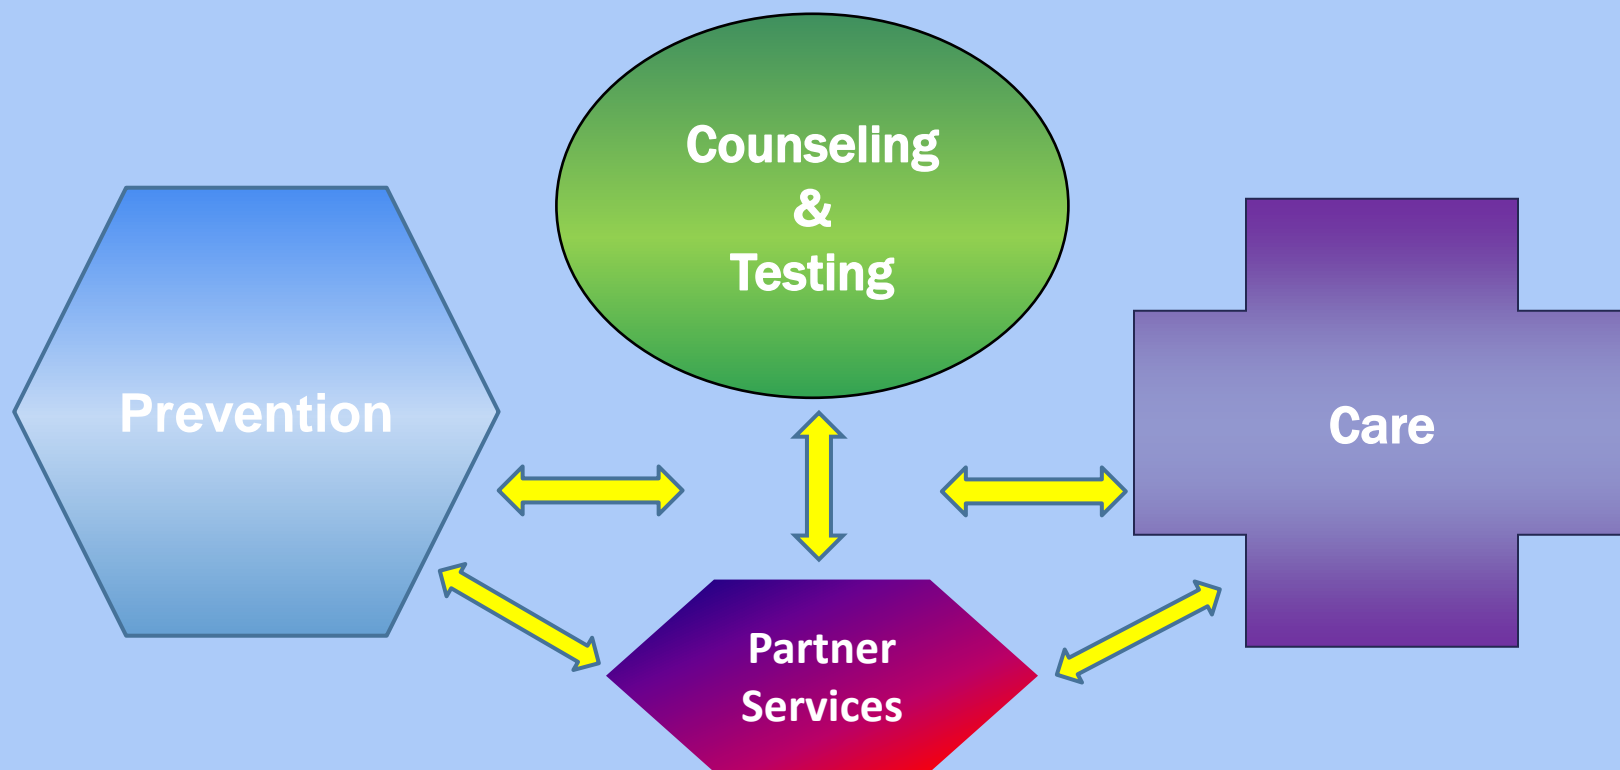 Counseling
&
Testing
Prevention
Care
Partner
Services